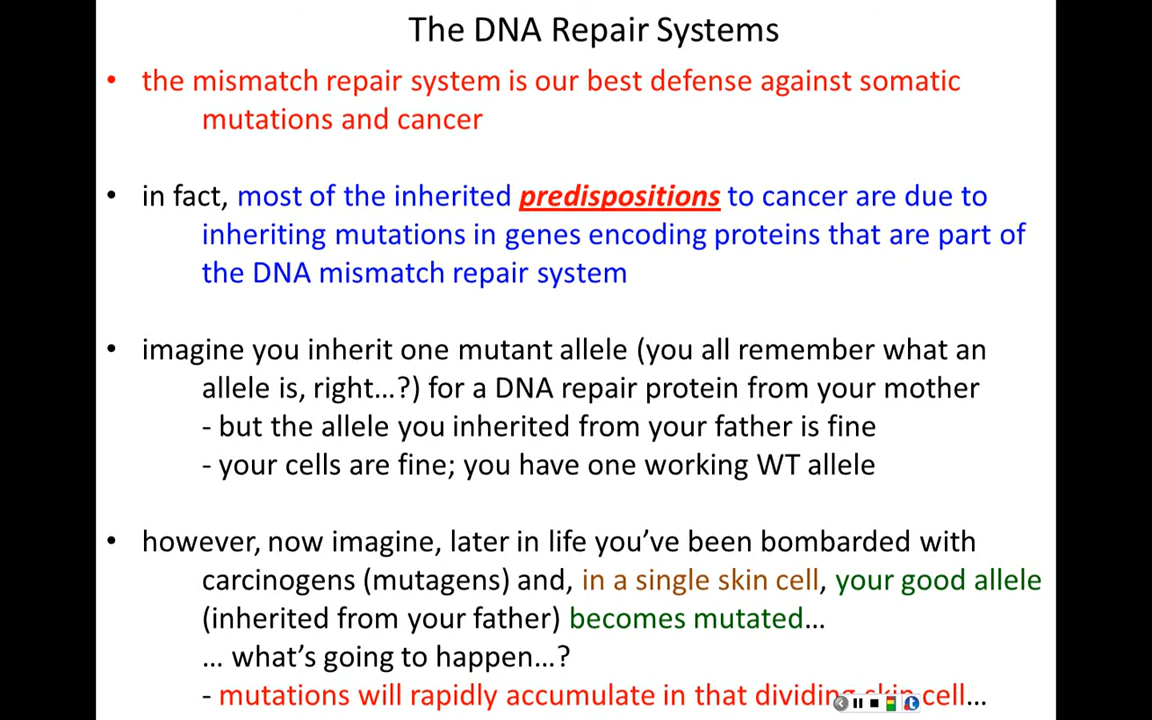 The DNA Repair Systems
• the mismatch repair system is our best defense against somatic
mutations and cancer
• in fact, most of the inherited predispositions to cancer are due to
inheriting mutations in genes encoding proteins that are part of
the DNA mismatch repair system
• imagine you inherit one mutant allele (you all remember what an
allele is, right...?) for a DNA repair protein from your mother
- but the allele you inherited from your father is fine
- your cells are fine; you have one working WT allele
• however, now imagine, later in life you've been bombarded with
carcinogens (mutagens) and, in a single skin cell, your good allele
(inherited from your father) becomes mutated...
... what's going to happen...?
- mutations will rapidly accumulate in that dividing skin cell...